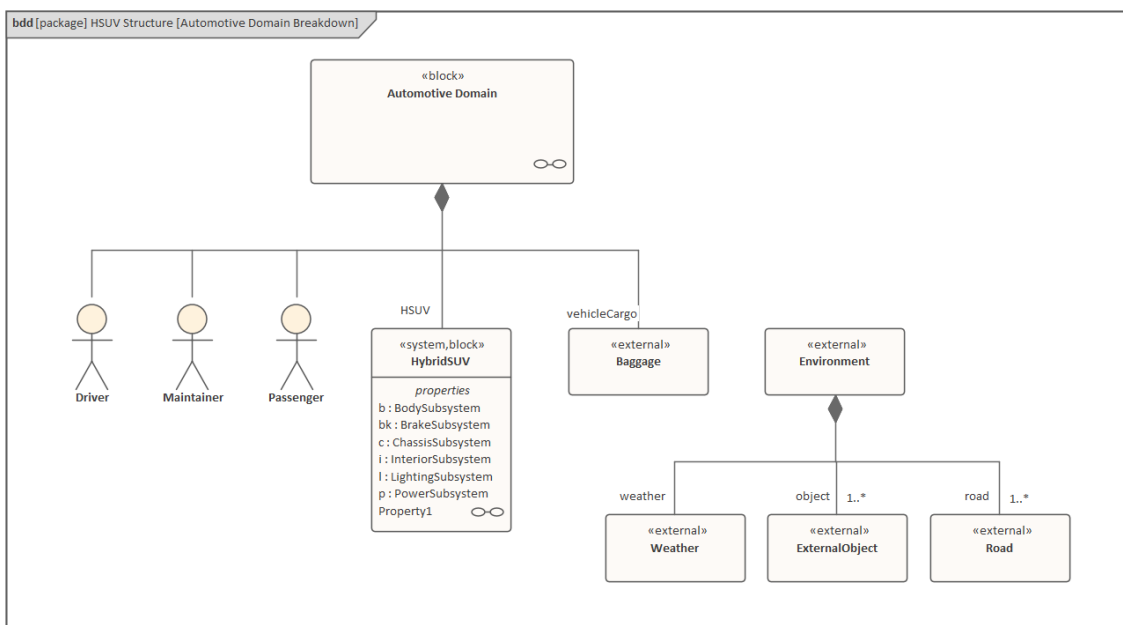 bdd [package] HSUV Structure [Automotive Domain Breakdown]
«block»
Automotive Domain
HSUV
vehicleCargo
Driver
Maintainer
Passenger
«system,block»
HybridSUV
properties
b : BodySubsystem
bk : BrakeSubsystem
c : ChassisSubsystem
i : InteriorSubsystem
l : LightingSubsystem
p : PowerSubsystem
Property1
«external»
Baggage
«external»
Environment
weather
object
1..*
road
1..*
«external»
Weather
«external»
ExternalObject
«external»
Road